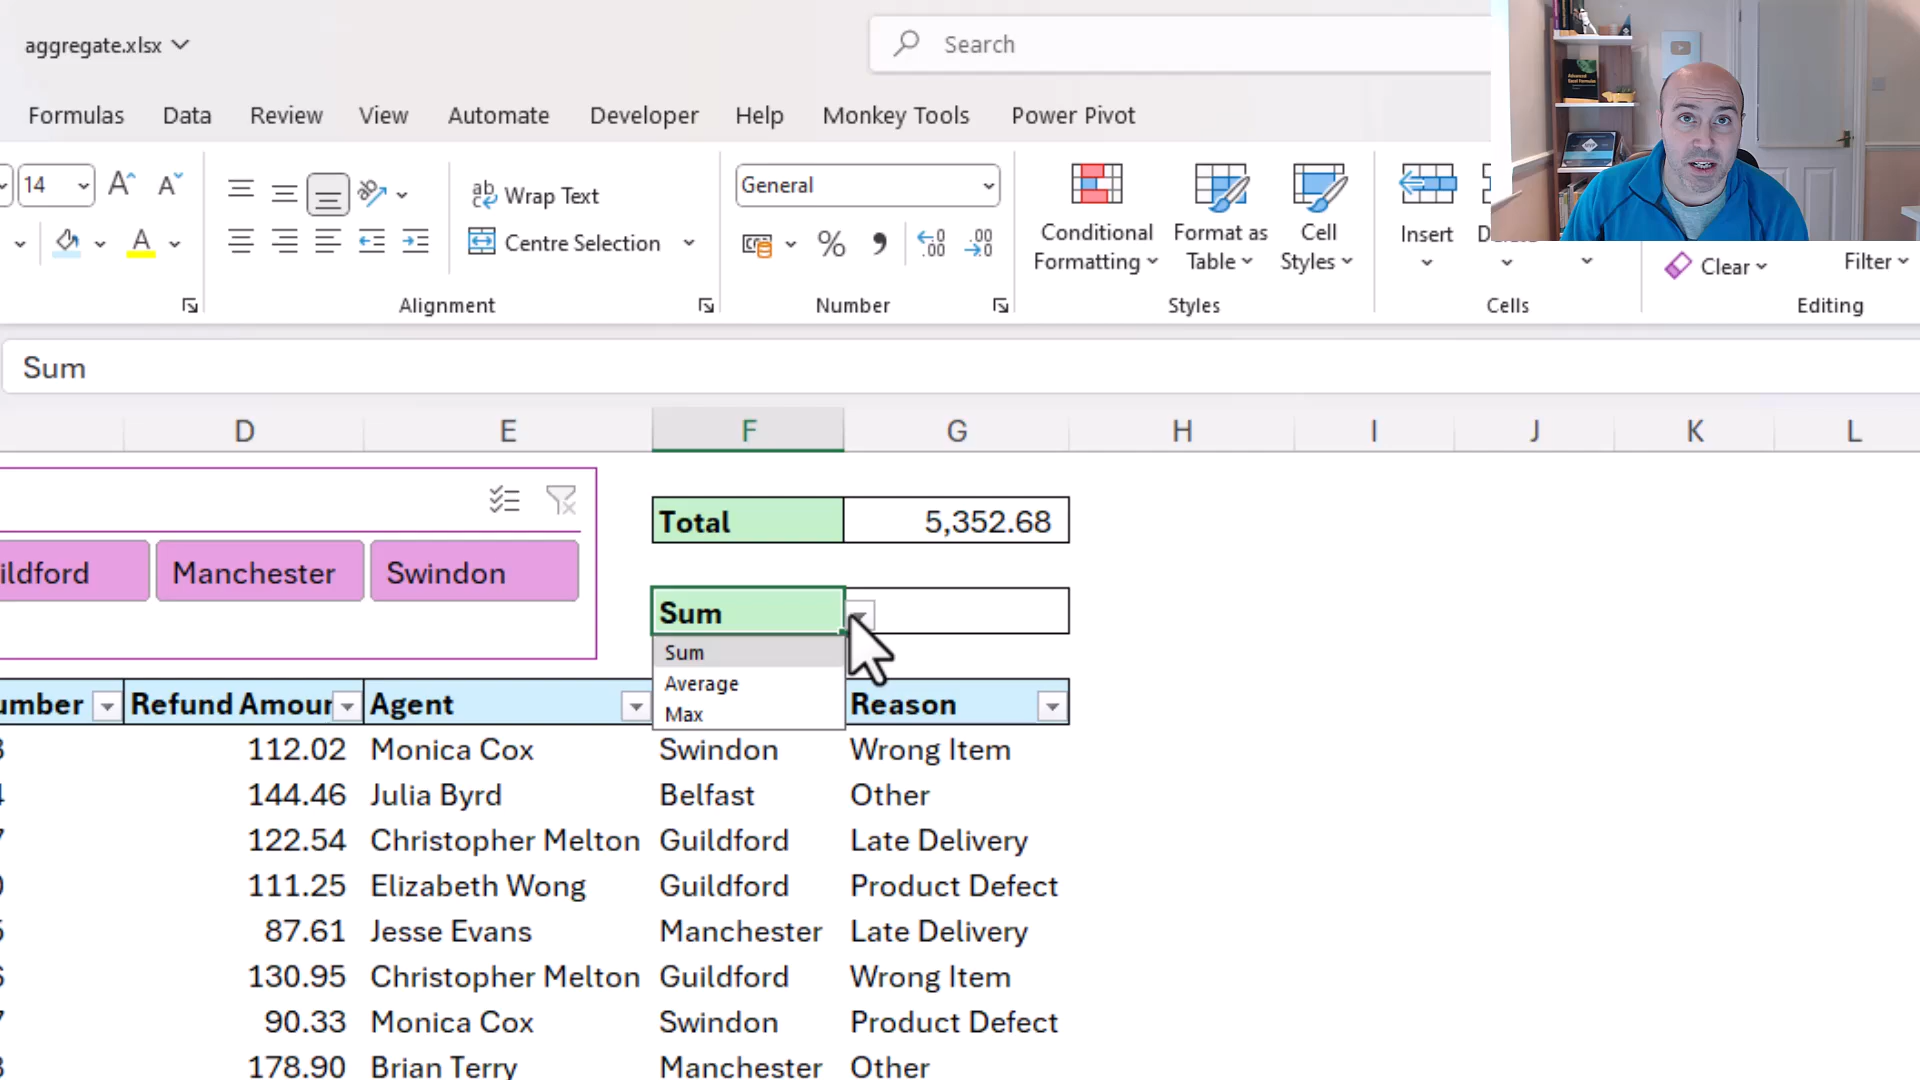 aggregate.xlsx
Search
Formulas Data Review View Automate Developer Help Monkey Tools Power Pivot
14
Wrap Text
General
Centre Selection
Conditional Formatting
Format as Table
Cell Styles
Insert
Clear
Filter
Alignment Number Styles Cells Editing
Sum
D E F G H I J K L
Total 5,352.68
ildford Manchester Swindon
Sum
Sum
Average
Max
umber Refund Amour Agent Reason
112.02 Monica Cox Swindon Wrong Item
144.46 Julia Byrd Belfast Other
122.54 Christopher Melton Guildford Late Delivery
111.25 Elizabeth Wong Guildford Product Defect
87.61 Jesse Evans Manchester Late Delivery
130.95 Christopher Melton Guildford Wrong Item
90.33 Monica Cox Swindon Product Defect
178.90 Brian Terry Manchester Other